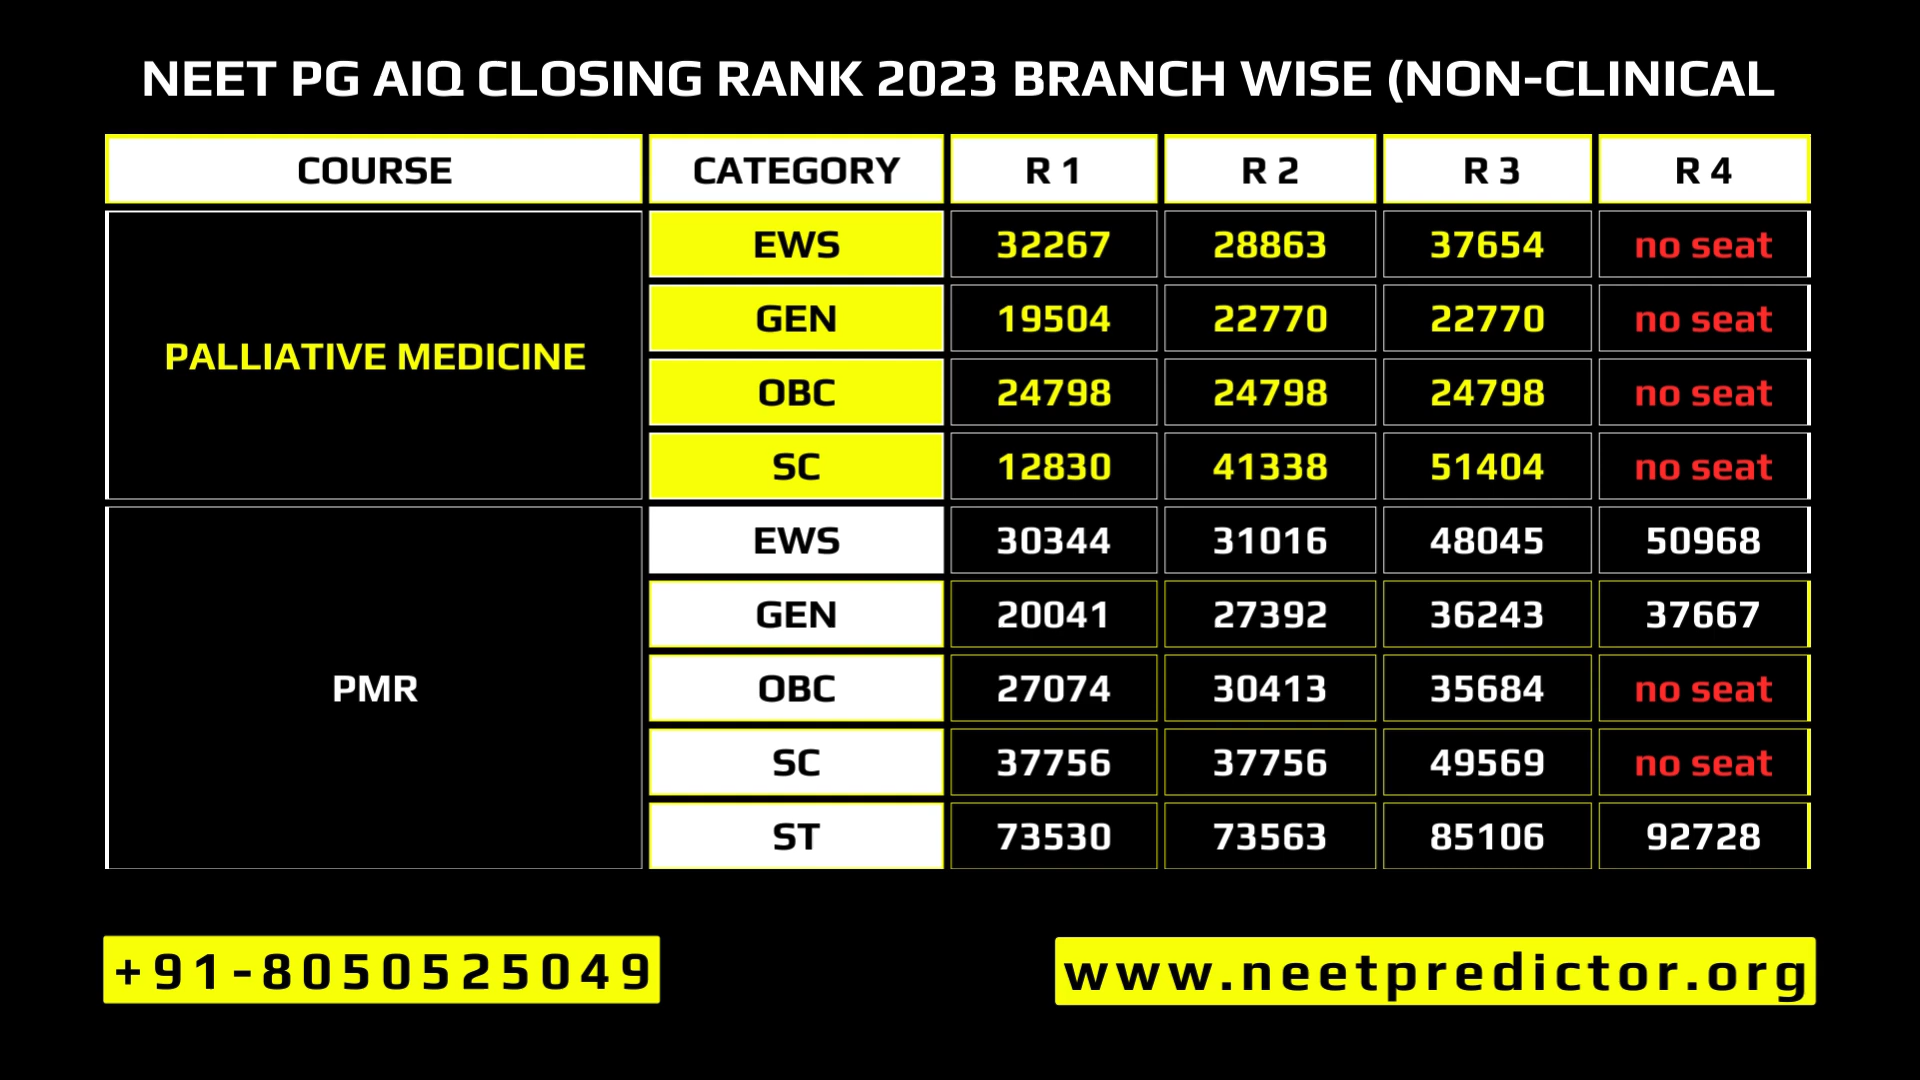 NEET PG AIQ CLOSING RANK 2023 BRANCH WISE (NON-CLINICAL
COURSE CATEGORY R 1 R 2 R 3 R 4
PALLIATIVE MEDICINE
EWS 32267 28863 37654 no seat
GEN 19504 22770 22770 no seat
OBC 24798 24798 24798 no seat
SC 12830 41338 51404 no seat
PMR
EWS 30344 31016 48045 50968
GEN 20041 27392 36243 37667
OBC 27074 30413 35684 no seat
SC 37756 37756 49569 no seat
ST 73530 73563 85106 92728
+91-8050525049
www.neetpredictor.org